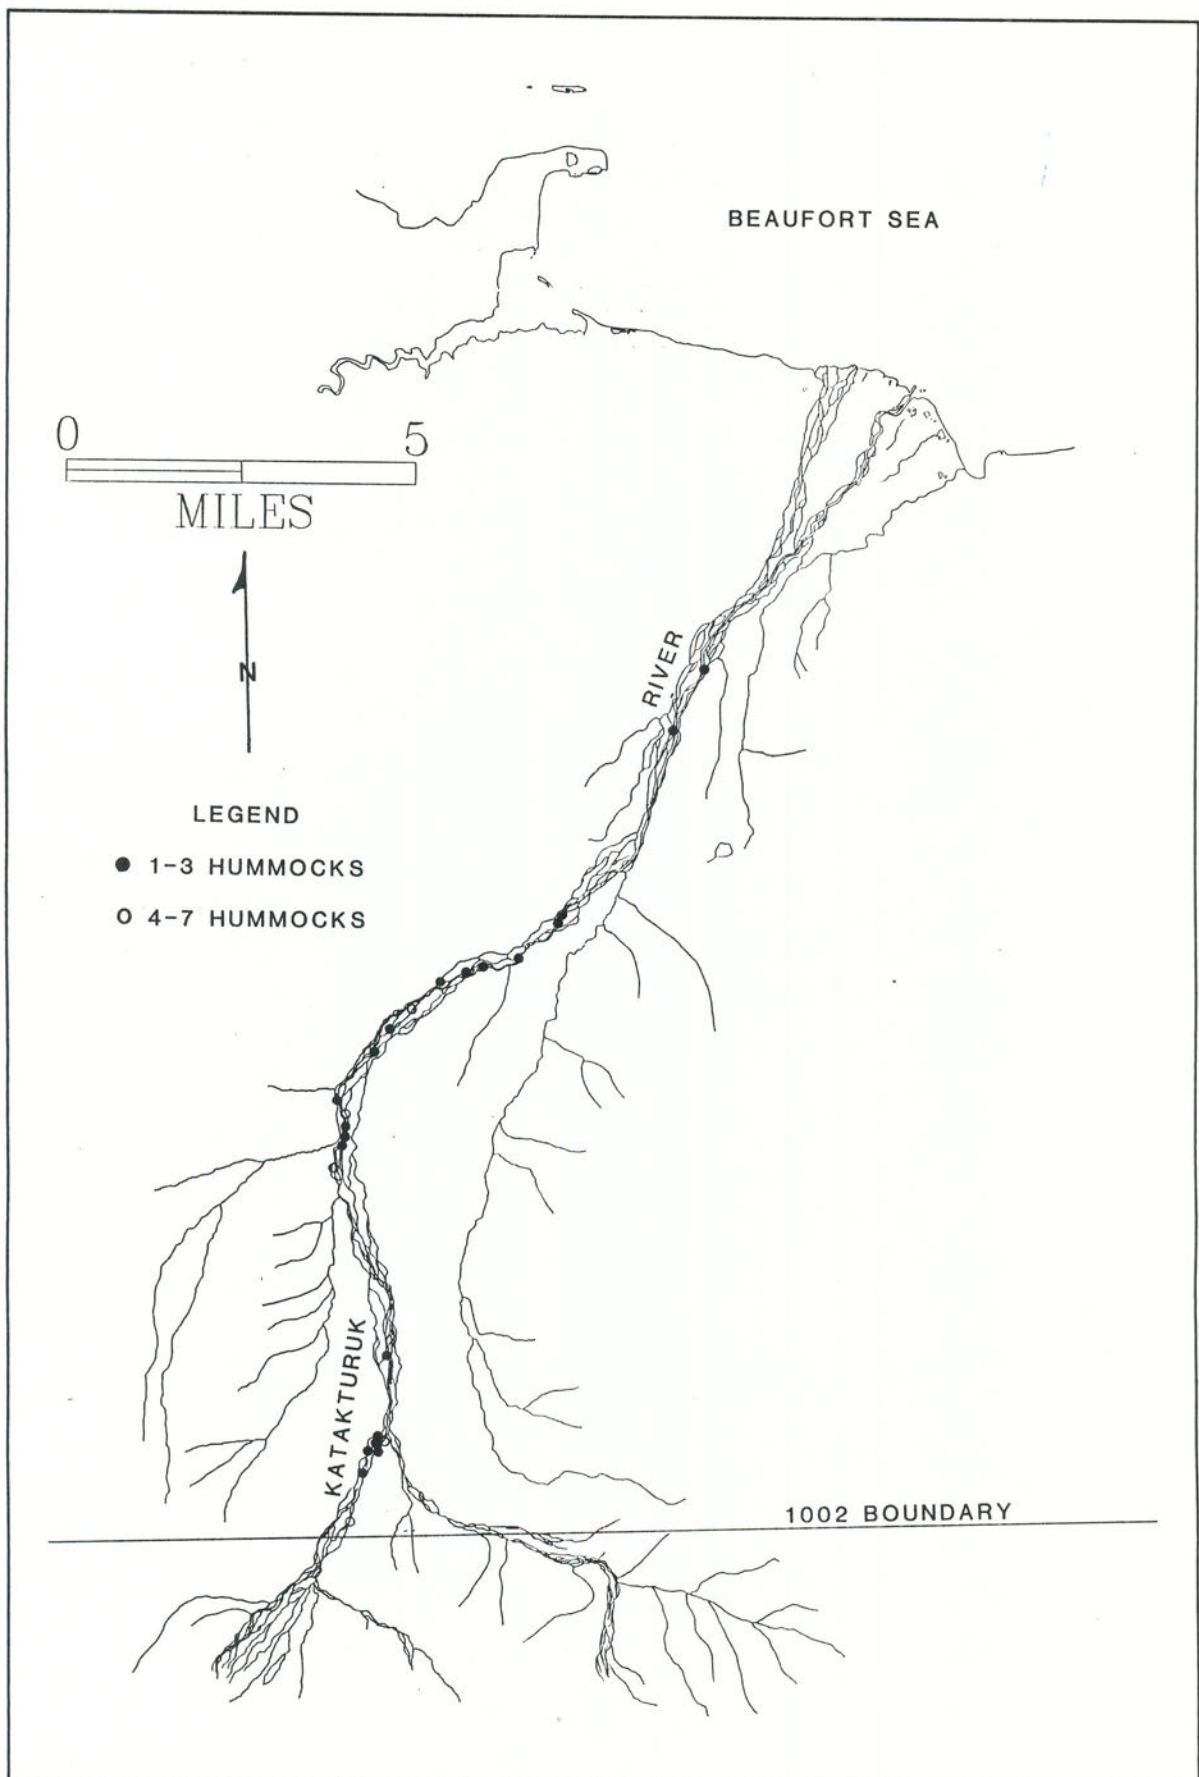 BEAUFORT SEA
0 5
MILES
N
RIVER
LEGEND
1-3 HUMMOCKS
4-7 HUMMOCKS
KATAKTURUK
1002 BOUNDARY